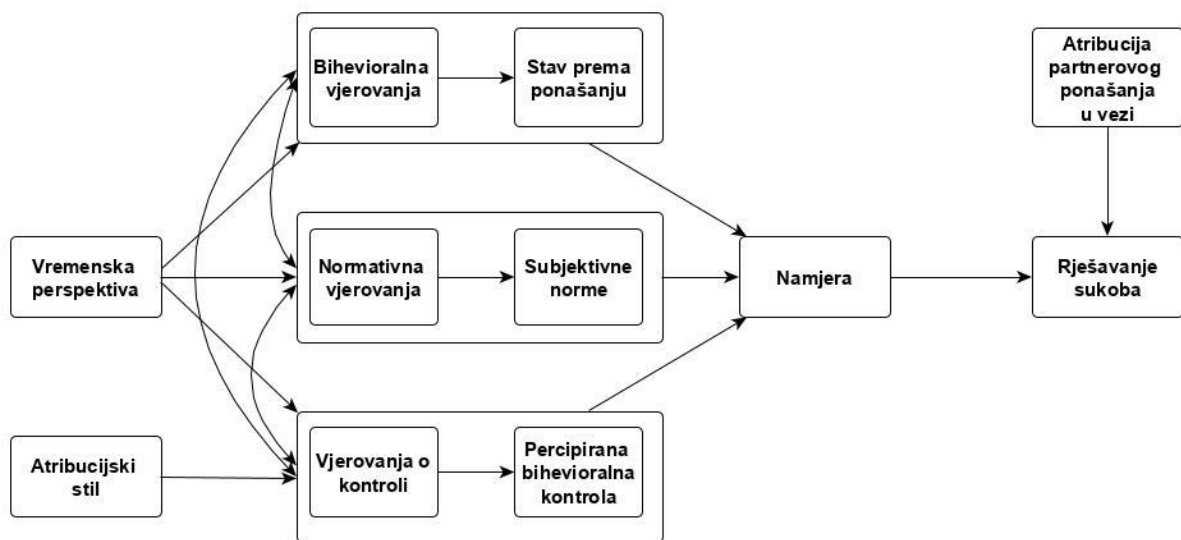 Bihevioralna
vjerovanja
Stav prema
ponašanju
Atribucija
partnerovog
ponašanja
u vezi
Vremenska
perspektiva
Normativna
vjerovanja
Subjektivne
norme
Namjera
Rješavanje
sukoba
Atribucijski
stil
Vjerovanja o
kontroli
Percipirana
bihevioralna
kontrola